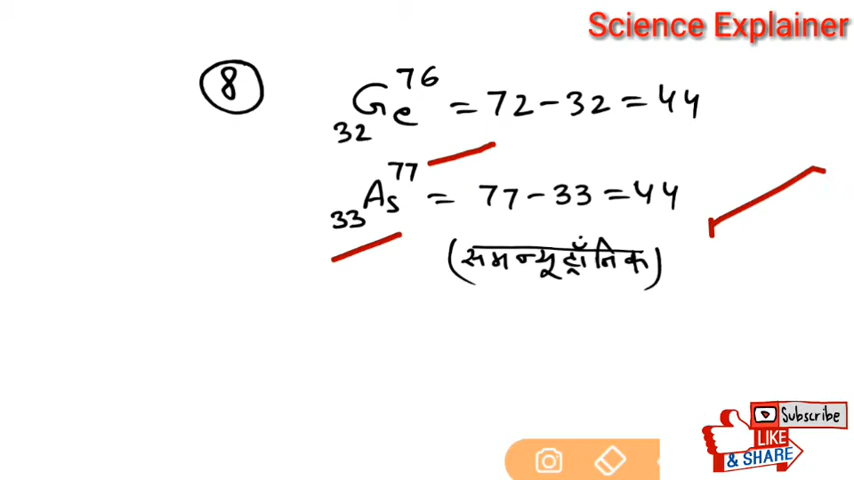 Science Explainer
8
₃₂Ge⁷⁶ = 72 - 32 = 44
₃₃As⁷⁷ = 77 - 33 = 44
(समन्यूट्रॉनिक)
Subscribe
LIKE
& SHARE